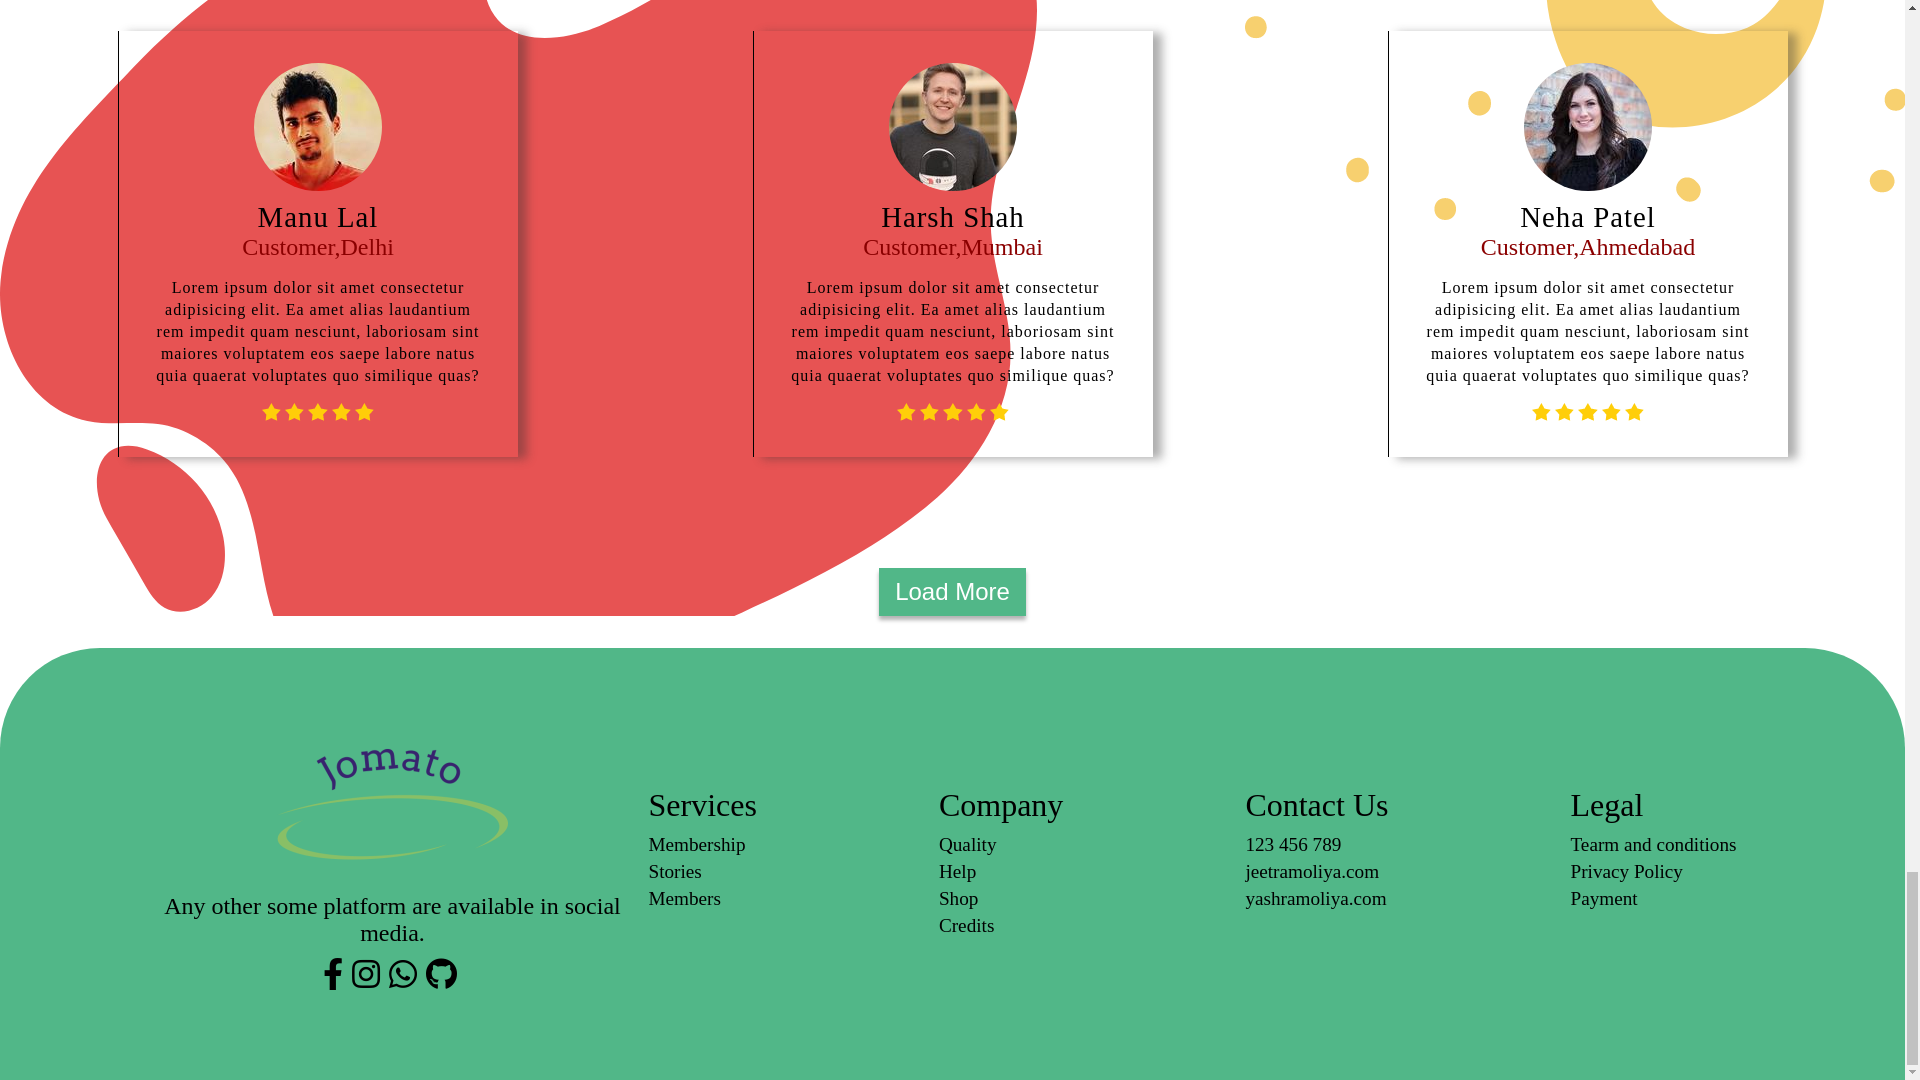 Manu Lal
Customer,Delhi
Lorem ipsum dolor sit amet consectetur
adipisicing elit. Ea amet alias laudantium
rem impedit quam nesciunt, laboriosam sint
maiores voluptatem eos saepe labore natus
quia quaerat voluptates quo similique quas?
Harsh Shah
Customer,Mumbai
Lorem ipsum dolor sit amet consectetur
adipisicing elit. Ea amet alias laudantium
rem impedit quam nesciunt, laboriosam sint
maiores voluptatem eos saepe labore natus
quia quaerat voluptates quo similique quas?
Neha Patel
Customer,Ahmedabad
Lorem ipsum dolor sit amet consectetur
adipisicing elit. Ea amet alias laudantium
rem impedit quam nesciunt, laboriosam sint
maiores voluptatem eos saepe labore natus
quia quaerat voluptates quo similique quas?
Load More
Jomato
Any other some platform are available in social
media.
Services
Membership
Stories
Members
Company
Quality
Help
Shop
Credits
Contact Us
123 456 789
jeetramoliya.com
yashramoliya.com
Legal
Tearm and conditions
Privacy Policy
Payment